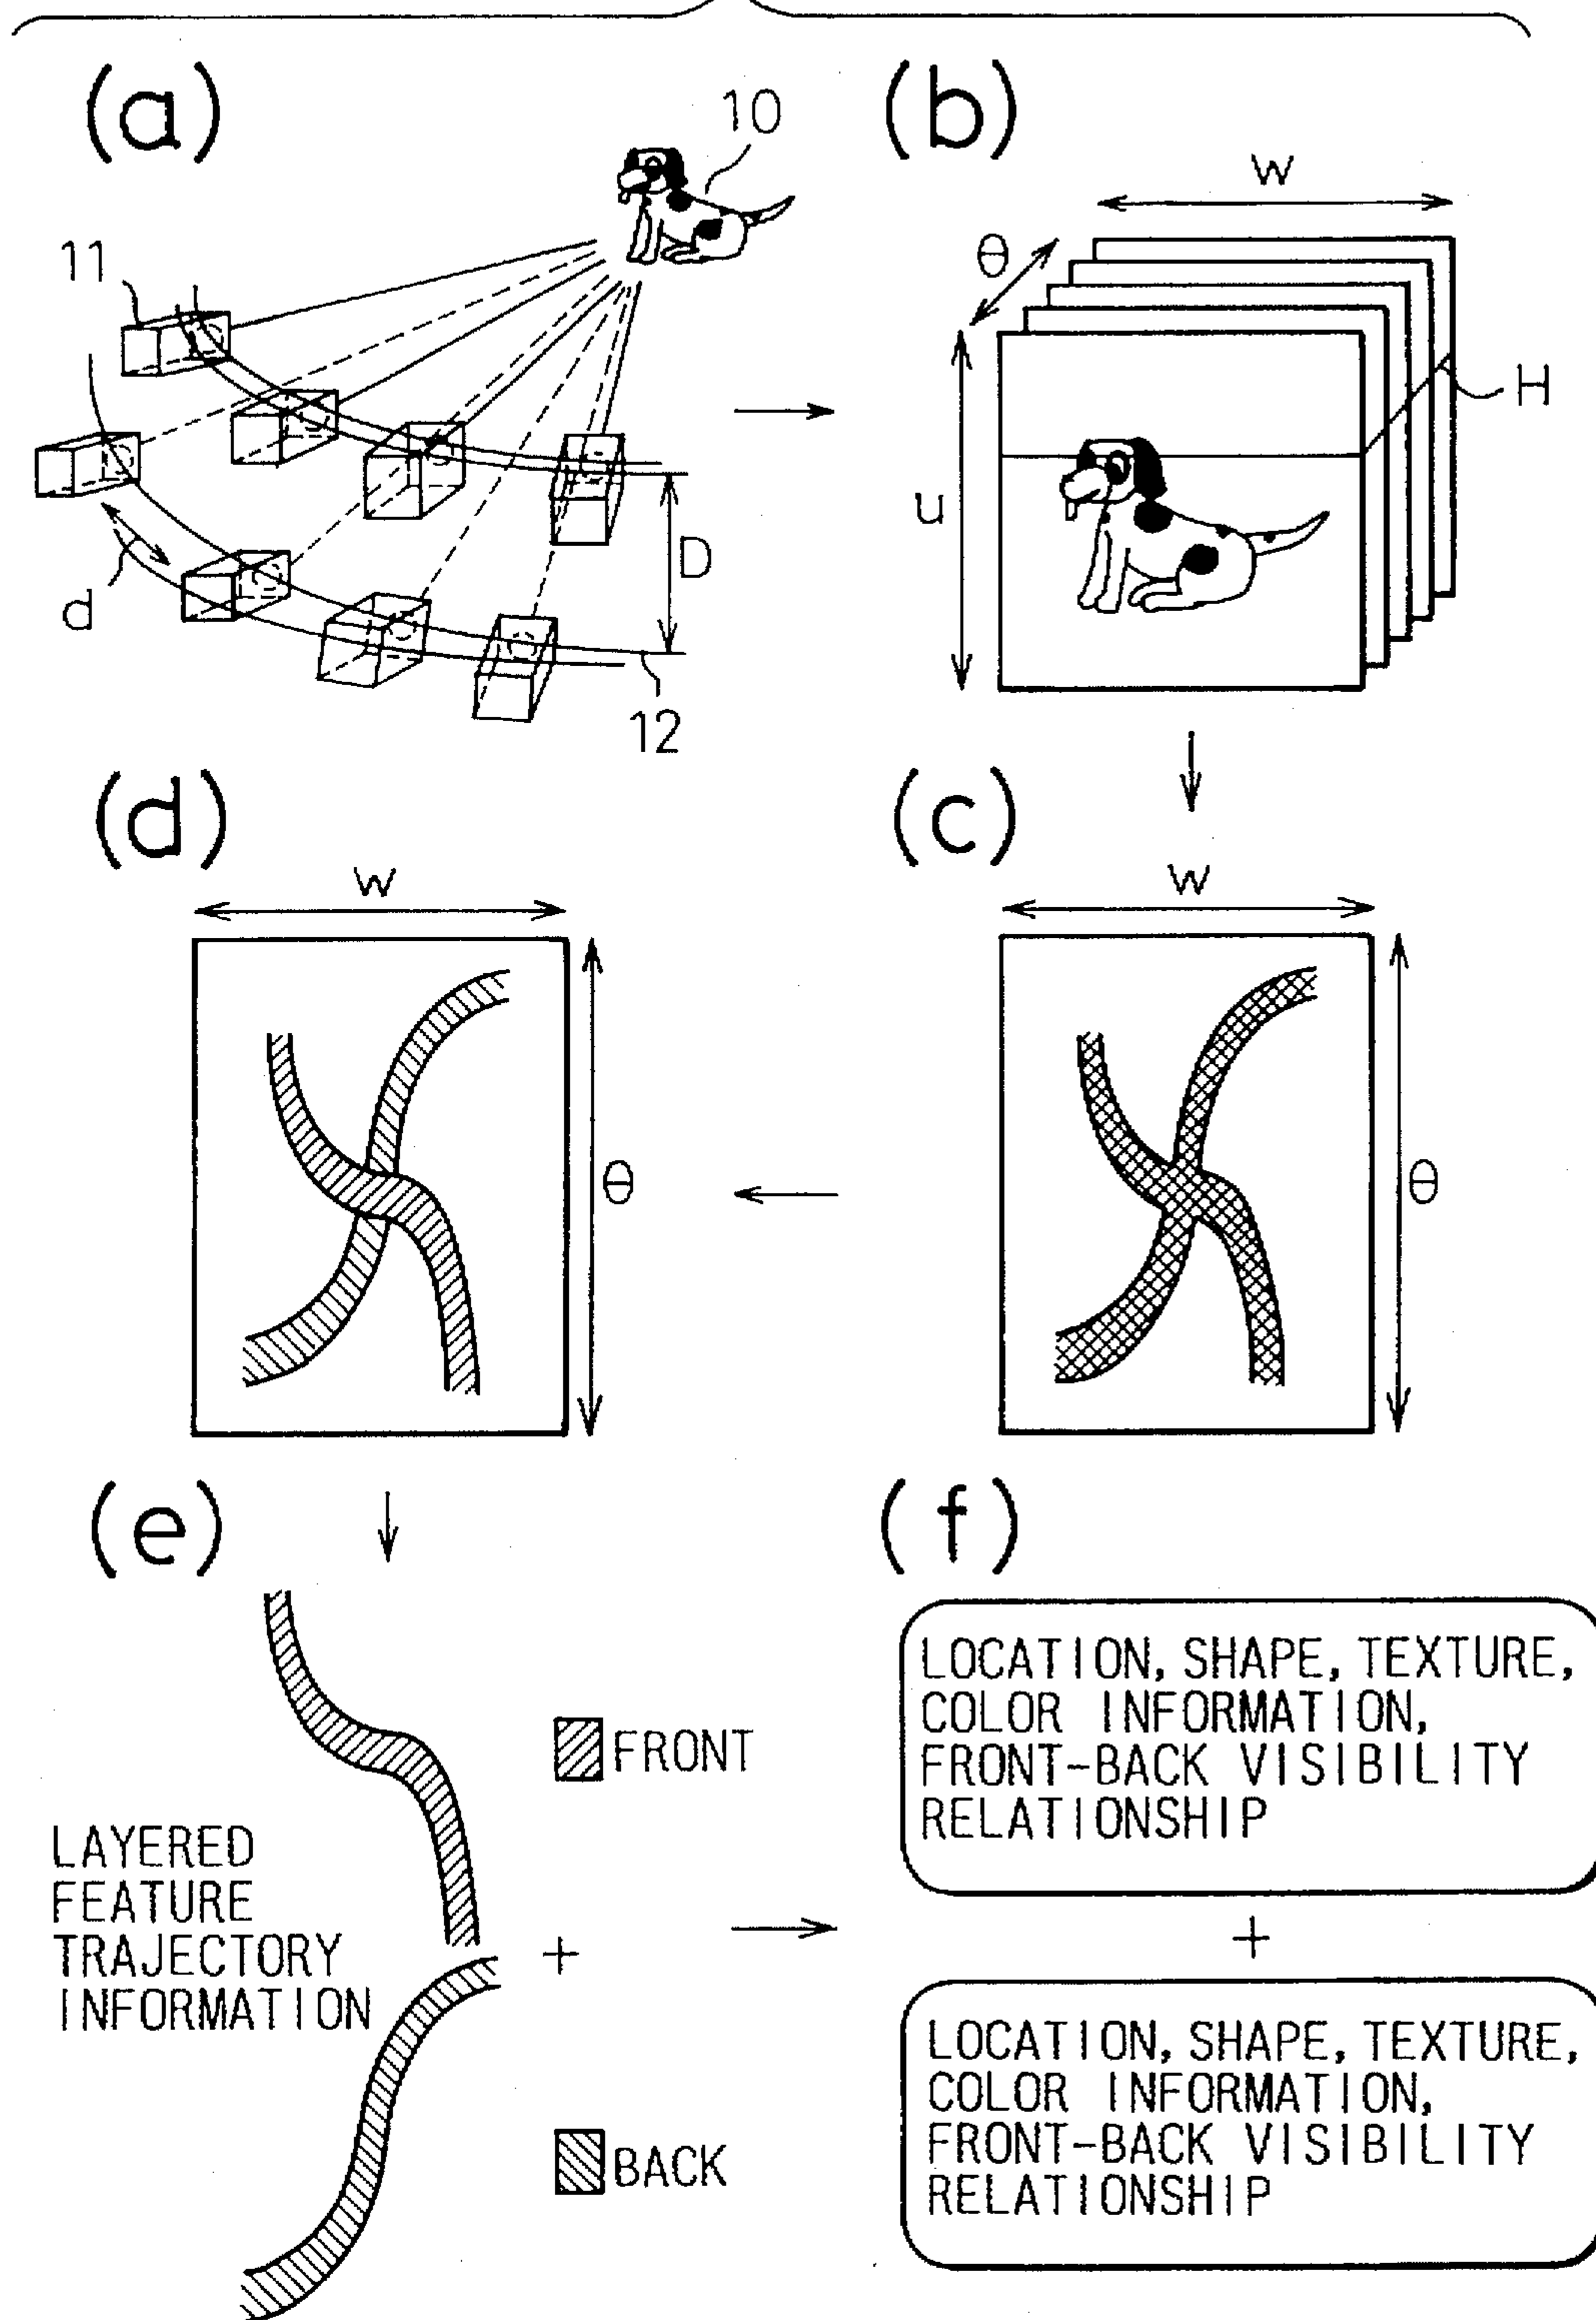 (a)
10
11
d
D
12
(b)
w
θ
u
H
(d)
w
θ
(c)
w
θ
(e)
LAYERED
FEATURE
TRAJECTORY
INFORMATION
FRONT
+
BACK
(f)
LOCATION, SHAPE, TEXTURE,
COLOR INFORMATION,
FRONT-BACK VISIBILITY
RELATIONSHIP
+
LOCATION, SHAPE, TEXTURE,
COLOR INFORMATION,
FRONT-BACK VISIBILITY
RELATIONSHIP